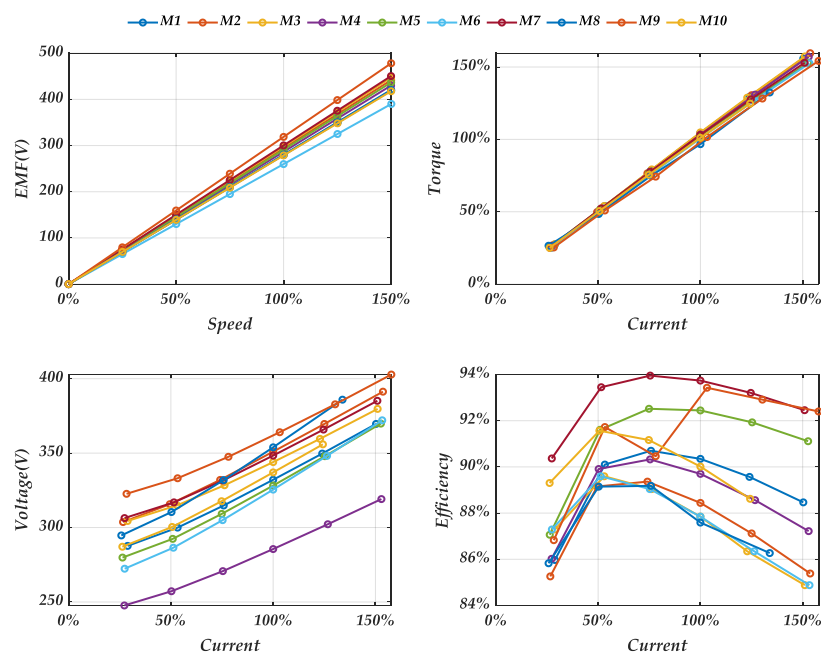 M1 M2 M3 M4 M5 M6 M7 M8 M9 M10
500
400
300
200
100
0
EMF(V)
0% 50% 100% 150%
Speed
150%
100%
50%
0%
Torque
0% 50% 100% 150%
Current
400
350
300
250
Voltage(V)
0% 50% 100% 150%
Current
94%
92%
90%
88%
86%
84%
Efficiency
0% 50% 100% 150%
Current